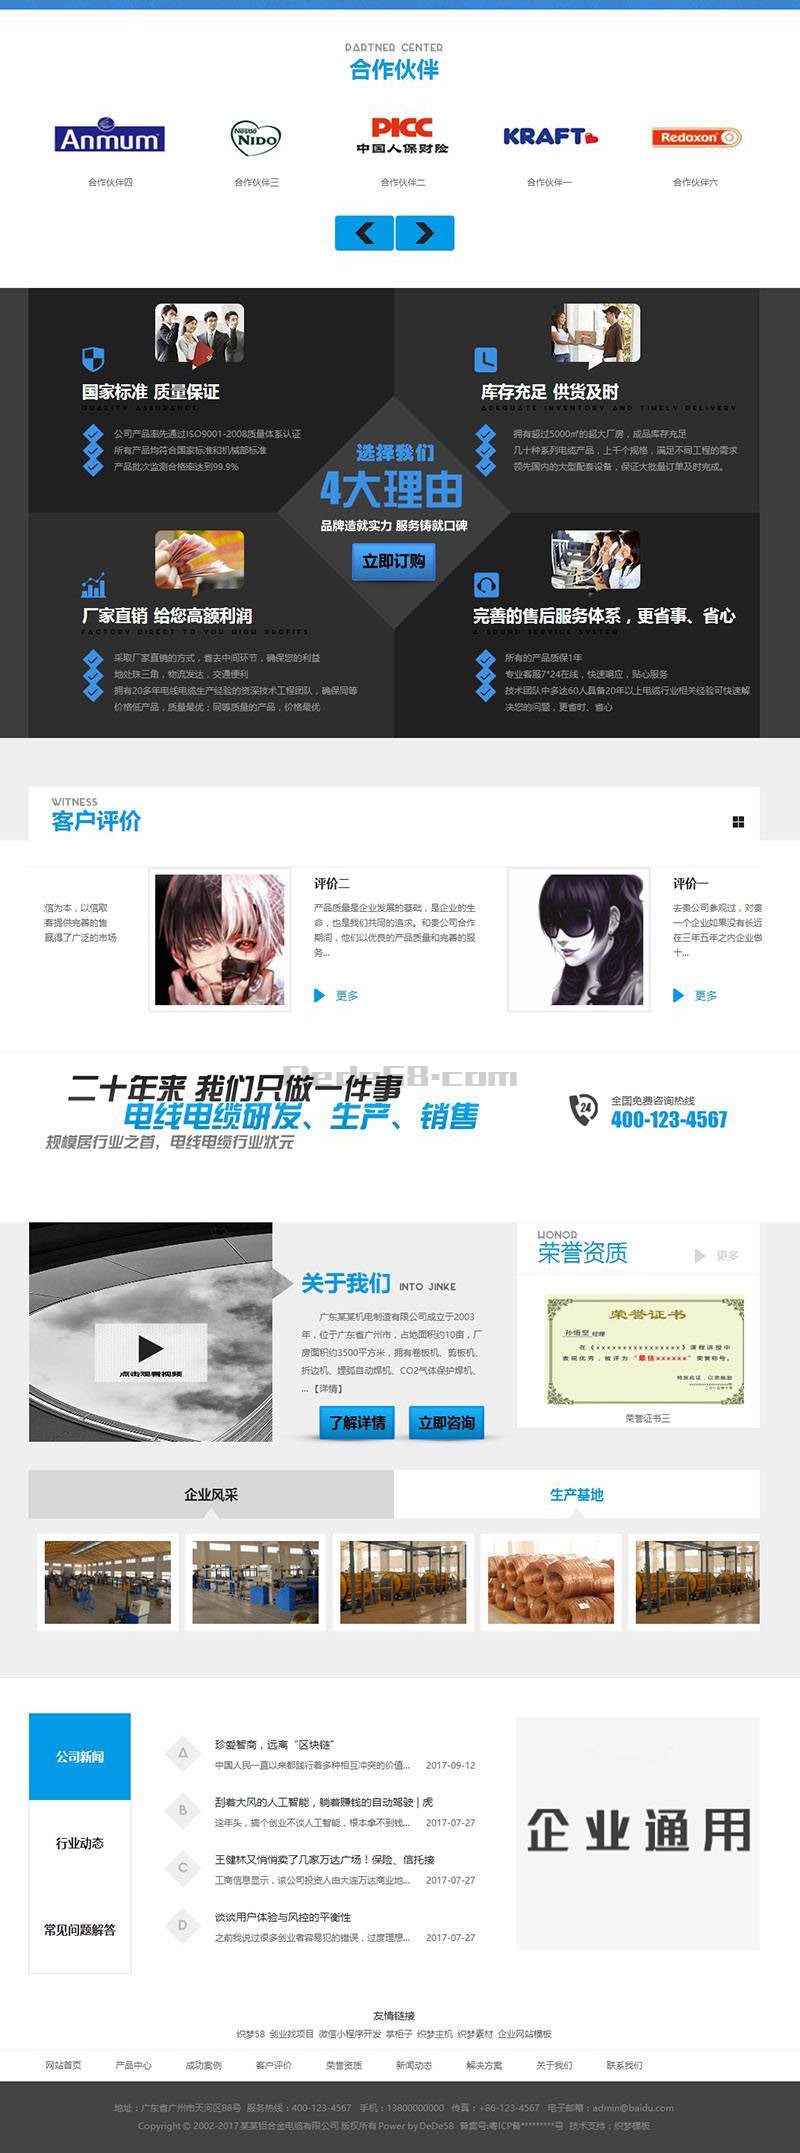 PARTNER CENTER
合作伙伴
Anmum
Nestlé NIDO
PICC
中国人保财险
KRAFT
Redoxon
合作伙伴四
合作伙伴三
合作伙伴二
合作伙伴一
合作伙伴六
国家标准 质量保证
QUALITY ASSURANCE
公司产品率先通过ISO9001-2008质量体系认证
所有产品均符合国家标准和机械部标准
产品批次监测合格率达到99.9%
库存充足 供货及时
ADEQUATE INVENTORY AND TIMELY DELIVERY
拥有超过5000㎡的超大厂房，成品库存充足
几十种系列电缆产品，上千个规格，满足不同工程的需求
领先国内的大型配套设备，保证大批量订单及时完成。
选择我们
4大理由
品牌造就实力 服务铸就口碑
立即订购
厂家直销 给您高额利润
FACTORY DIRECT TO YOU HIGH PROFITS
采取厂家直销的方式，省去中间环节，确保您的利益
地处珠三角，物流发达，交通便利
拥有20多年电线电缆生产经验的资深技术工程团队，确保同等
价格低产品，质量最优；同等质量的产品，价格最优
完善的售后服务体系，更省事、省心
A SOUND SERVICE SYSTEM
所有的产品质保1年
专业客服7*24在线，快速响应，贴心服务
技术团队中多达60人具备20年以上电缆行业相关经验可快速解
决您的问题，更省时、省心
WITNESS
客户评价
信为本，以信取
客提供完善的售
赢得了广泛的市场
评价二
产品质量是企业发展的基础，是企业的生
命，也是我们共同的追求。和贵公司合作
期间，他们以优良的产品质量和完善的服
务...
更多
评价一
去贵公司参观过，对贵
一个企业如果没有长远
在三年五年之内企业做
十...
更多
Dede58.com
二十年来 我们只做一件事
电线电缆研发、生产、销售
规模居行业之首，电线电缆行业状元
24
全国免费咨询热线
400-123-4567
点击观看视频
关于我们 INTO JINKE
广东某某机电制造有限公司成立于2003
年，位于广东省广州市，占地面积约10亩，厂
房面积约3500平方米，拥有卷板机、剪板机、
折边机、埋弧自动焊机、CO2气体保护焊机、
...【详情】
了解详情
立即咨询
HONOR
荣誉资质
更多
荣誉证书
孙悟空 经理
在《xxxxxxxxxxxxxxxx》课程讲授中
表现优秀，被评为“最佳xxxxxx”荣誉称号。
特发此证，以资鼓励
荣誉证书三
企业风采
生产基地
公司新闻
行业动态
常见问题解答
A
珍爱智商，远离“区块链”
中国人民一直以来都践行着多种相互冲突的价值... 2017-09-12
B
刮着大风的人工智能，躺着赚钱的自动驾驶 | 虎
这年头，搞个创业不谈人工智能，根本拿不到钱... 2017-07-27
C
王健林又悄悄卖了几家万达广场！保险、信托接
工商信息显示，该公司投资人由大连万达商业地... 2017-07-27
D
谈谈用户体验与风控的平衡性
之前我说过很多创业者容易犯的错误，过度理想... 2017-07-27
企业通用
友情链接
织梦58 创业找项目 微信小程序开发 掌柜子 织梦主机 织梦素材 企业网站模板
网站首页 产品中心 成功案例 客户评价 荣誉资质 新闻动态 解决方案 关于我们 联系我们
地址：广东省广州市天河区88号 服务热线：400-123-4567 手机：13800000000 传真：+86-123-4567 电子邮箱：admin@baidu.com
Copyright © 2002-2017 某某铝合金电缆有限公司 版权所有 Power by DeDe58 备案号:粤ICP备*********号 技术支持：织梦模板